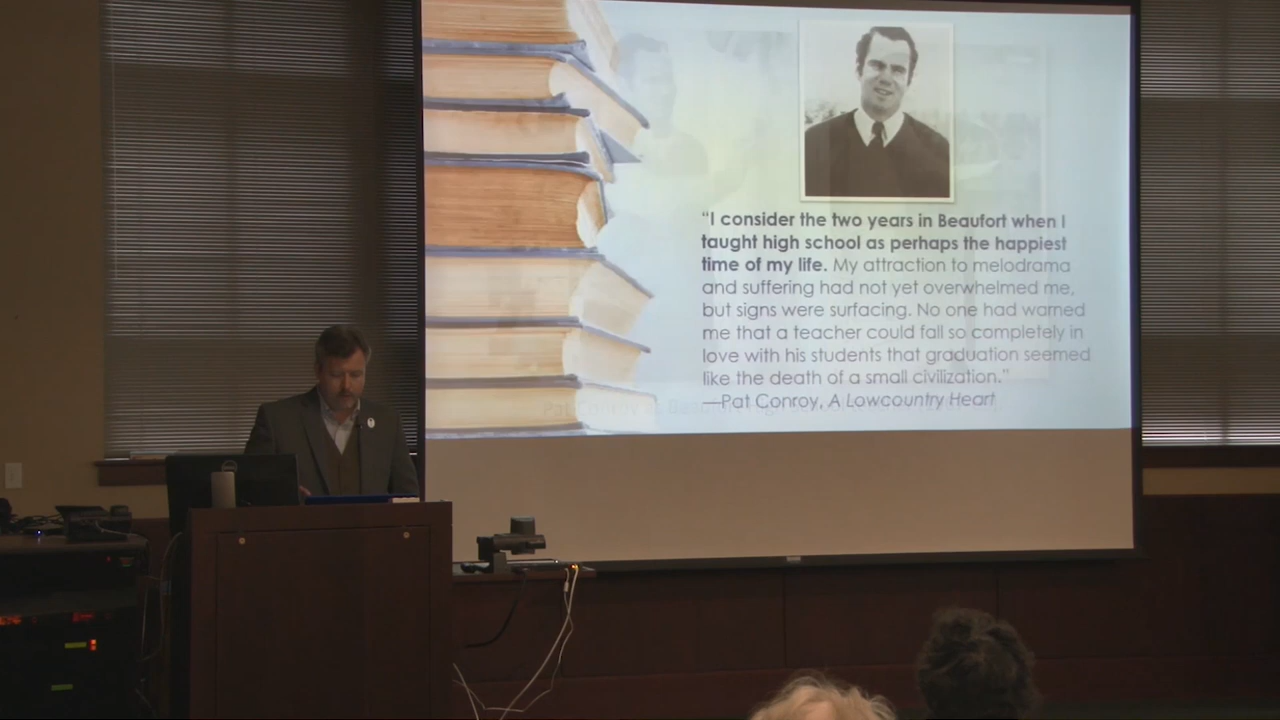 “I consider the two years in Beaufort when I
taught high school as perhaps the happiest
time of my life. My attraction to melodrama
and suffering had not yet overwhelmed me,
but signs were surfacing. No one had warned
me that a teacher could fall so completely in
love with his students that graduation seemed
like the death of a small civilization.”
—Pat Conroy, A Lowcountry Heart